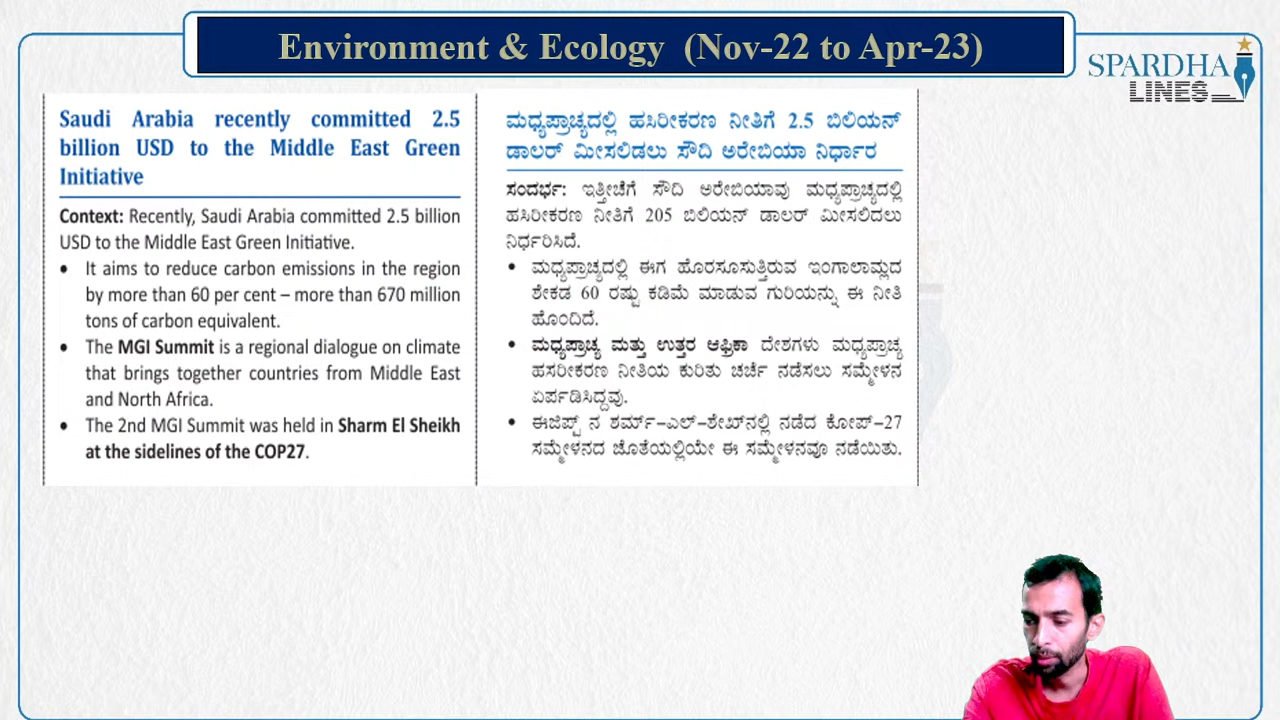 Environment & Ecology (Nov-22 to Apr-23)
SPARDHA
LINES
Saudi Arabia recently committed 2.5
billion USD to the Middle East Green
Initiative
Context: Recently, Saudi Arabia committed 2.5 billion
USD to the Middle East Green Initiative.
• It aims to reduce carbon emissions in the region
by more than 60 per cent – more than 670 million
tons of carbon equivalent.
• The MGI Summit is a regional dialogue on climate
that brings together countries from Middle East
and North Africa.
• The 2nd MGI Summit was held in Sharm El Sheikh
at the sidelines of the COP27.
ಮಧ್ಯಪ್ರಾಚ್ಯದಲ್ಲಿ ಹಸಿರೀಕರಣ ನೀತಿಗೆ 2.5 ಬಿಲಿಯನ್
ಡಾಲರ್ ಮೀಸಲಿಡಲು ಸೌದಿ ಅರೇಬಿಯಾ ನಿರ್ಧಾರ
ಸಂದರ್ಭ: ಇತ್ತೀಚೆಗೆ ಸೌದಿ ಅರೇಬಿಯಾವು ಮಧ್ಯಪ್ರಾಚ್ಯದಲ್ಲಿ
ಹಸಿರೀಕರಣ ನೀತಿಗೆ 205 ಬಿಲಿಯನ್ ಡಾಲರ್ ಮೀಸಲಿದಲು
ನಿರ್ಧರಿಸಿದೆ.
• ಮಧ್ಯಪ್ರಾಚ್ಯದಲ್ಲಿ ಈಗ ಹೊರಸೂಸುತ್ತಿರುವ ಇಂಗಾಲಾಮ್ಲದ
ಶೇಕಡ 60 ರಷ್ಟು ಕಡಿಮೆ ಮಾಡುವ ಗುರಿಯನ್ನು ಈ ನೀತಿ
ಹೊಂದಿದೆ.
• ಮಧ್ಯಪ್ರಾಚ್ಯ ಮತ್ತು ಉತ್ತರ ಆಫ್ರಿಕಾ ದೇಶಗಳು ಮಧ್ಯಪ್ರಾಚ್ಯ
ಹಸರೀಕರಣ ನೀತಿಯ ಕುರಿತು ಚರ್ಚೆ ನಡೆಸಲು ಸಮ್ಮೇಳನ
ಏರ್ಪಡಿಸಿದ್ದವು.
• ಈಜಿಪ್ಟ್ ನ ಶರ್ಮ್-ಎಲ್-ಶೇಖ್‌ನಲ್ಲಿ ನಡೆದ ಕೋಪ್-27
ಸಮ್ಮೇಳನದ ಜೊತೆಯಲ್ಲಿಯೇ ಈ ಸಮ್ಮೇಳನವೂ ನಡೆಯಿತು.